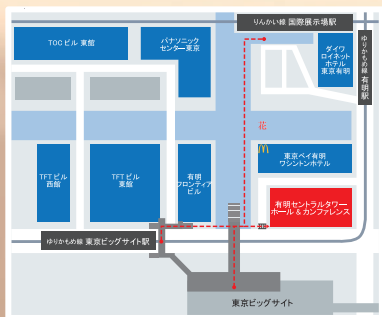 りんかい線 国際展示場駅
TOCビル 東館
パナソニック
センター東京
ダイワ
ロイネット
ホテル
東京有明
ゆりかもめ線 有明駅
花
TFTビル
西館
TFTビル
東館
有明
フロンティア
ビル
東京ベイ有明
ワシントンホテル
有明セントラルタワー
ホール & カンファレンス
ゆりかもめ線 東京ビッグサイト駅
東京ビッグサイト